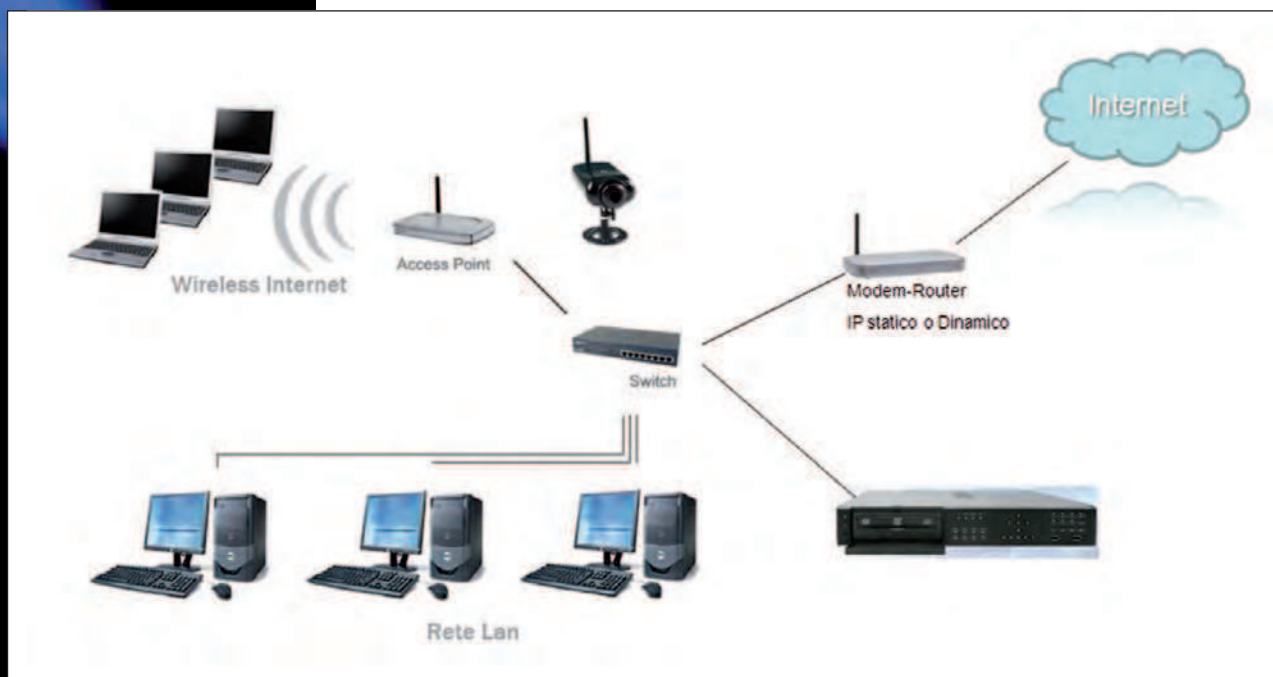 Internet
Wireless Internet
Access Point
Modem-Router
IP statico o Dinamico
Switch
Rete Lan